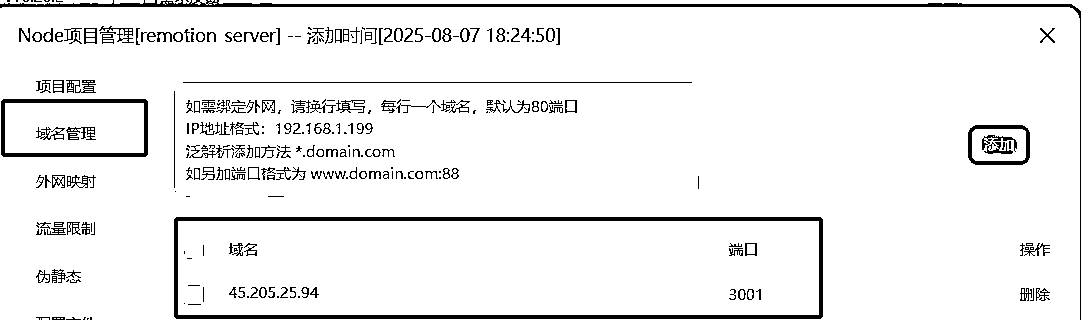 Node项目管理[remotion server] -- 添加时间[2025-08-07 18:24:50]
项目配置
域名管理
外网映射
流量限制
伪静态
如需绑定外网，请换行填写，每行一个域名，默认为80端口
IP地址格式：192.168.1.199
泛解析添加方法 *.domain.com
如另加端口格式为 www.domain.com:88
添加
域名 端口 操作
45.205.25.94 3001 删除